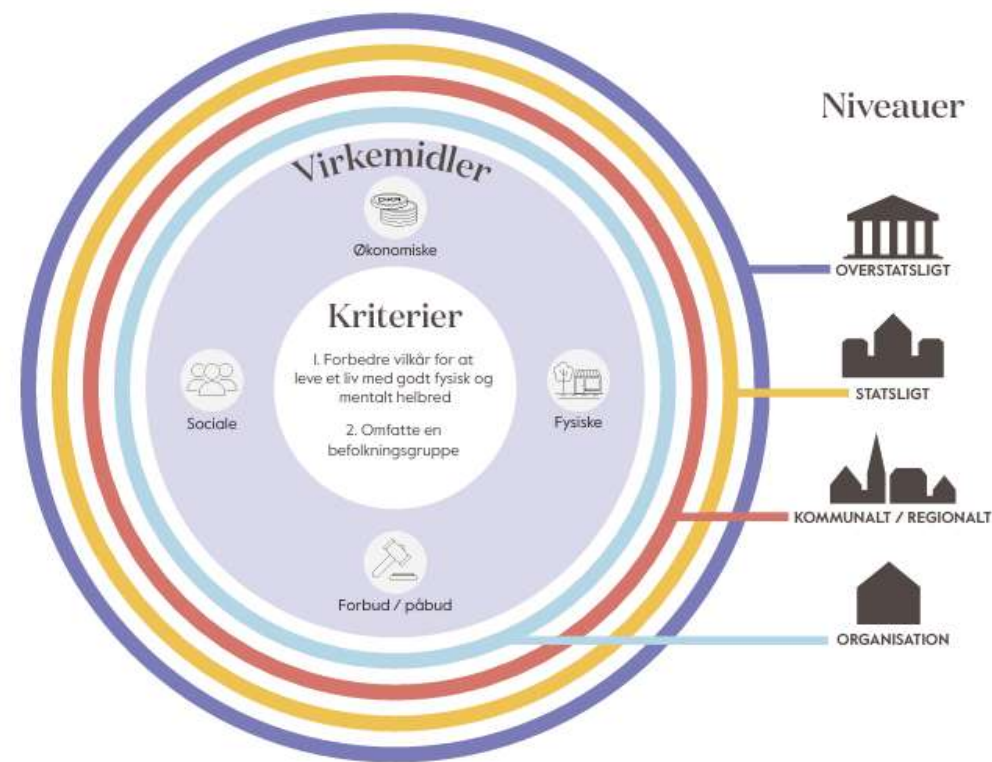 Niveauer
Virkemidler
Økonomiske
Kriterier
1. Forbedre vilkår for at
leve et liv med godt fysisk og
mentalt helbred
2. Omfatte en
befolkningsgruppe
Sociale
Fysiske
Forbud / påbud
OVERSTATSLIGT
STATSLIGT
KOMMUNALT / REGIONALT
ORGANISATION